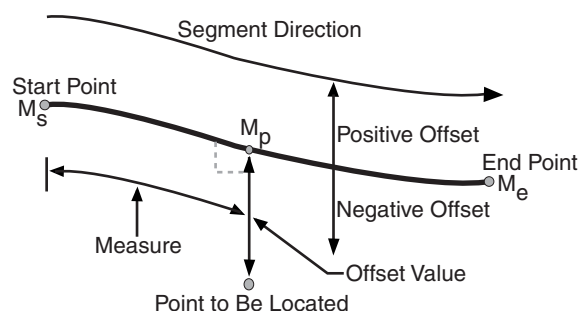 Segment Direction
Start Point
Ms
Mp
Positive Offset
End Point
Me
Negative Offset
Measure
Offset Value
Point to Be Located